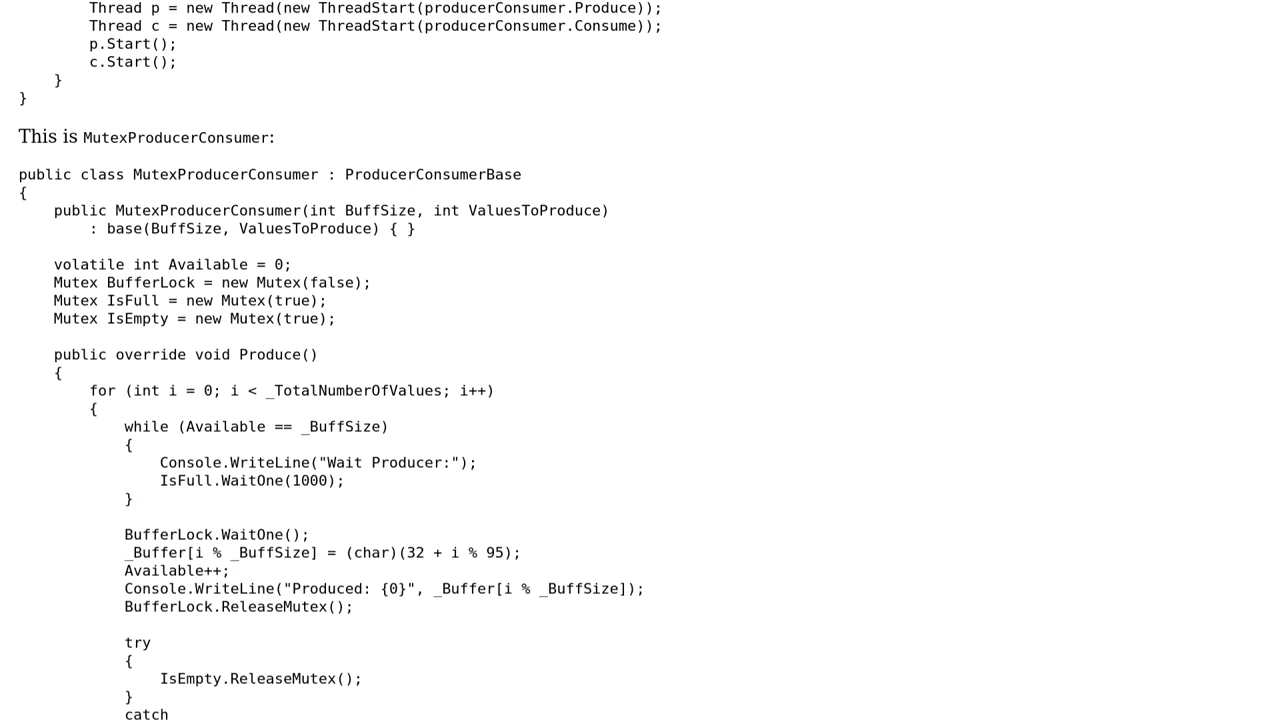 Thread p = new Thread(new ThreadStart(producerConsumer.Produce));
        Thread c = new Thread(new ThreadStart(producerConsumer.Consume));
        p.Start();
        c.Start();
    }
}
This is MutexProducerConsumer:
public class MutexProducerConsumer : ProducerConsumerBase
{
    public MutexProducerConsumer(int BuffSize, int ValuesToProduce)
        : base(BuffSize, ValuesToProduce) { }
    volatile int Available = 0;
    Mutex BufferLock = new Mutex(false);
    Mutex IsFull = new Mutex(true);
    Mutex IsEmpty = new Mutex(true);
    public override void Produce()
    {
        for (int i = 0; i < _TotalNumberOfValues; i++)
        {
            while (Available == _BuffSize)
            {
                Console.WriteLine("Wait Producer:");
                IsFull.WaitOne(1000);
            }
            BufferLock.WaitOne();
            _Buffer[i % _BuffSize] = (char)(32 + i % 95);
            Available++;
            Console.WriteLine("Produced: {0}", _Buffer[i % _BuffSize]);
            BufferLock.ReleaseMutex();
            try
            {
                IsEmpty.ReleaseMutex();
            }
            catch